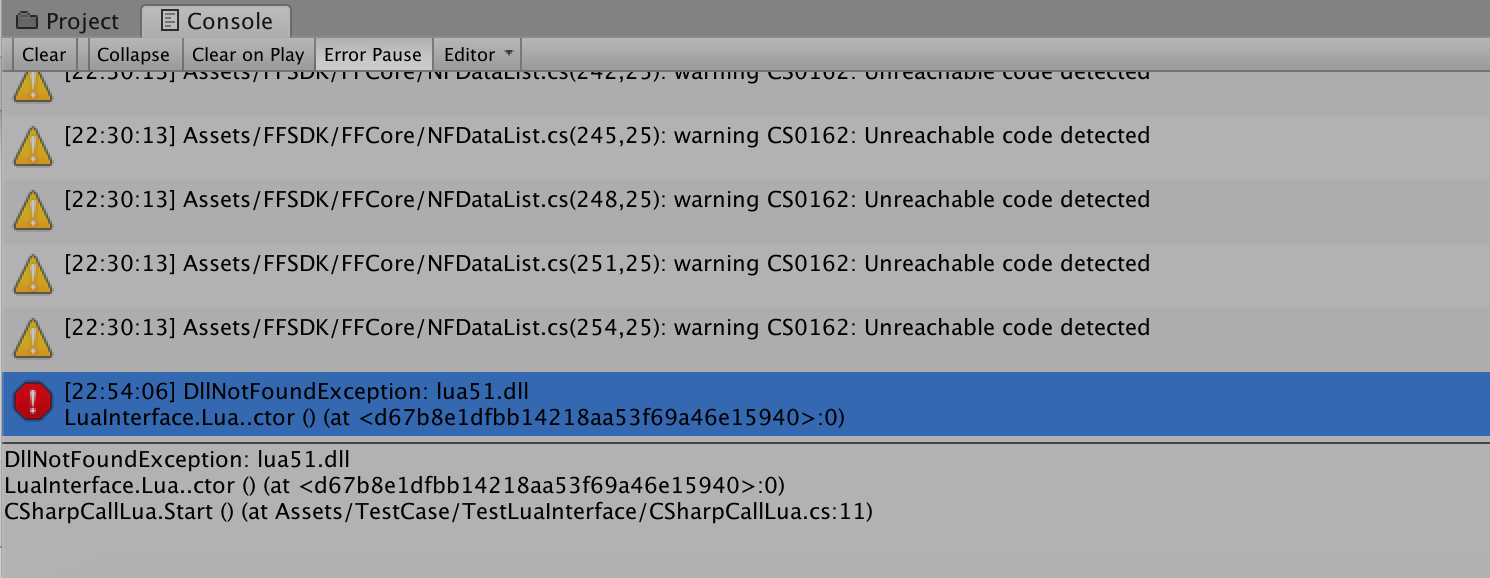 Project Console
Clear Collapse Clear on Play Error Pause Editor
[22:30:13] Assets/FFSDK/FFCore/NFDataList.cs(242,25): warning CS0162: Unreachable code detected
[22:30:13] Assets/FFSDK/FFCore/NFDataList.cs(245,25): warning CS0162: Unreachable code detected
[22:30:13] Assets/FFSDK/FFCore/NFDataList.cs(248,25): warning CS0162: Unreachable code detected
[22:30:13] Assets/FFSDK/FFCore/NFDataList.cs(251,25): warning CS0162: Unreachable code detected
[22:30:13] Assets/FFSDK/FFCore/NFDataList.cs(254,25): warning CS0162: Unreachable code detected
[22:54:06] DllNotFoundException: lua51.dll
LuaInterface.Lua..ctor () (at <d67b8e1dfbb14218aa53f69a46e15940>:0)
DllNotFoundException: lua51.dll
LuaInterface.Lua..ctor () (at <d67b8e1dfbb14218aa53f69a46e15940>:0)
CSharpCallLua.Start () (at Assets/TestCase/TestLuaInterface/CSharpCallLua.cs:11)